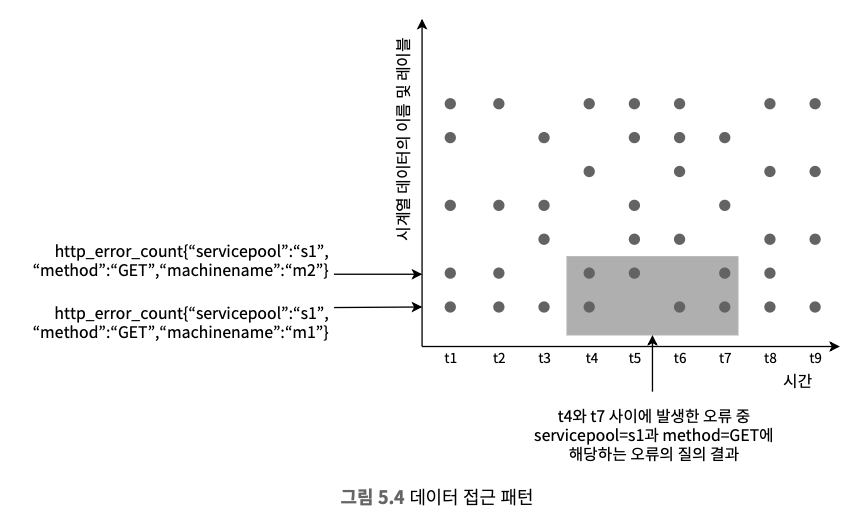 시계열 데이터의 이름 및 레이블
http_error_count{“servicepool”:“s1”,
“method”:“GET”,“machinename”:“m2”}
http_error_count{“servicepool”:“s1”,
“method”:“GET”,“machinename”:“m1”}
t1 t2 t3 t4 t5 t6 t7 t8 t9
시간
t4와 t7 사이에 발생한 오류 중
servicepool=s1과 method=GET에
해당하는 오류의 질의 결과
그림 5.4 데이터 접근 패턴